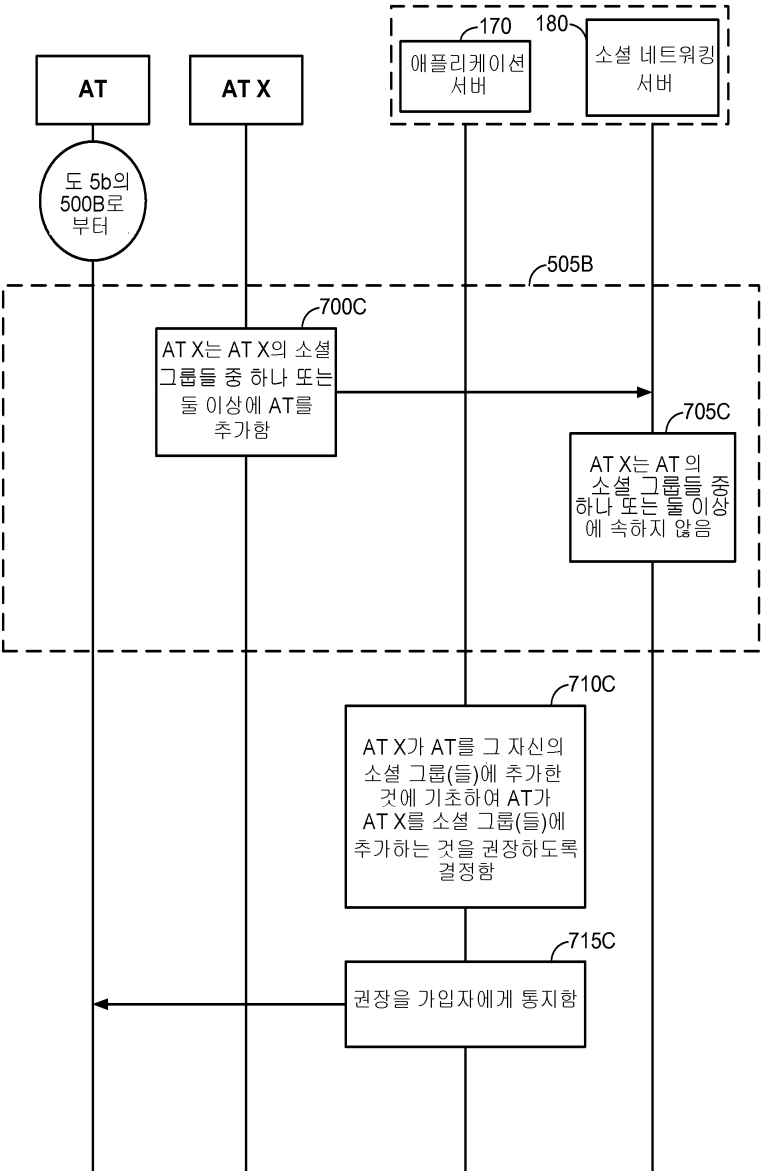 170
180
애플리케이션
서버
소셜 네트워킹
서버
AT
AT X
도 5b의
500B로
부터
505B
700C
AT X는 AT X의 소셜
그룹들 중 하나 또는
둘 이상에 AT를
추가함
705C
AT X는 AT의
소셜 그룹들 중
하나 또는 둘 이상
에 속하지 않음
710C
AT X가 AT를 그 자신의
소셜 그룹(들)에 추가한
것에 기초하여 AT가
AT X를 소셜 그룹(들)에
추가하는 것을 권장하도록
결정함
715C
권장을 가입자에게 통지함